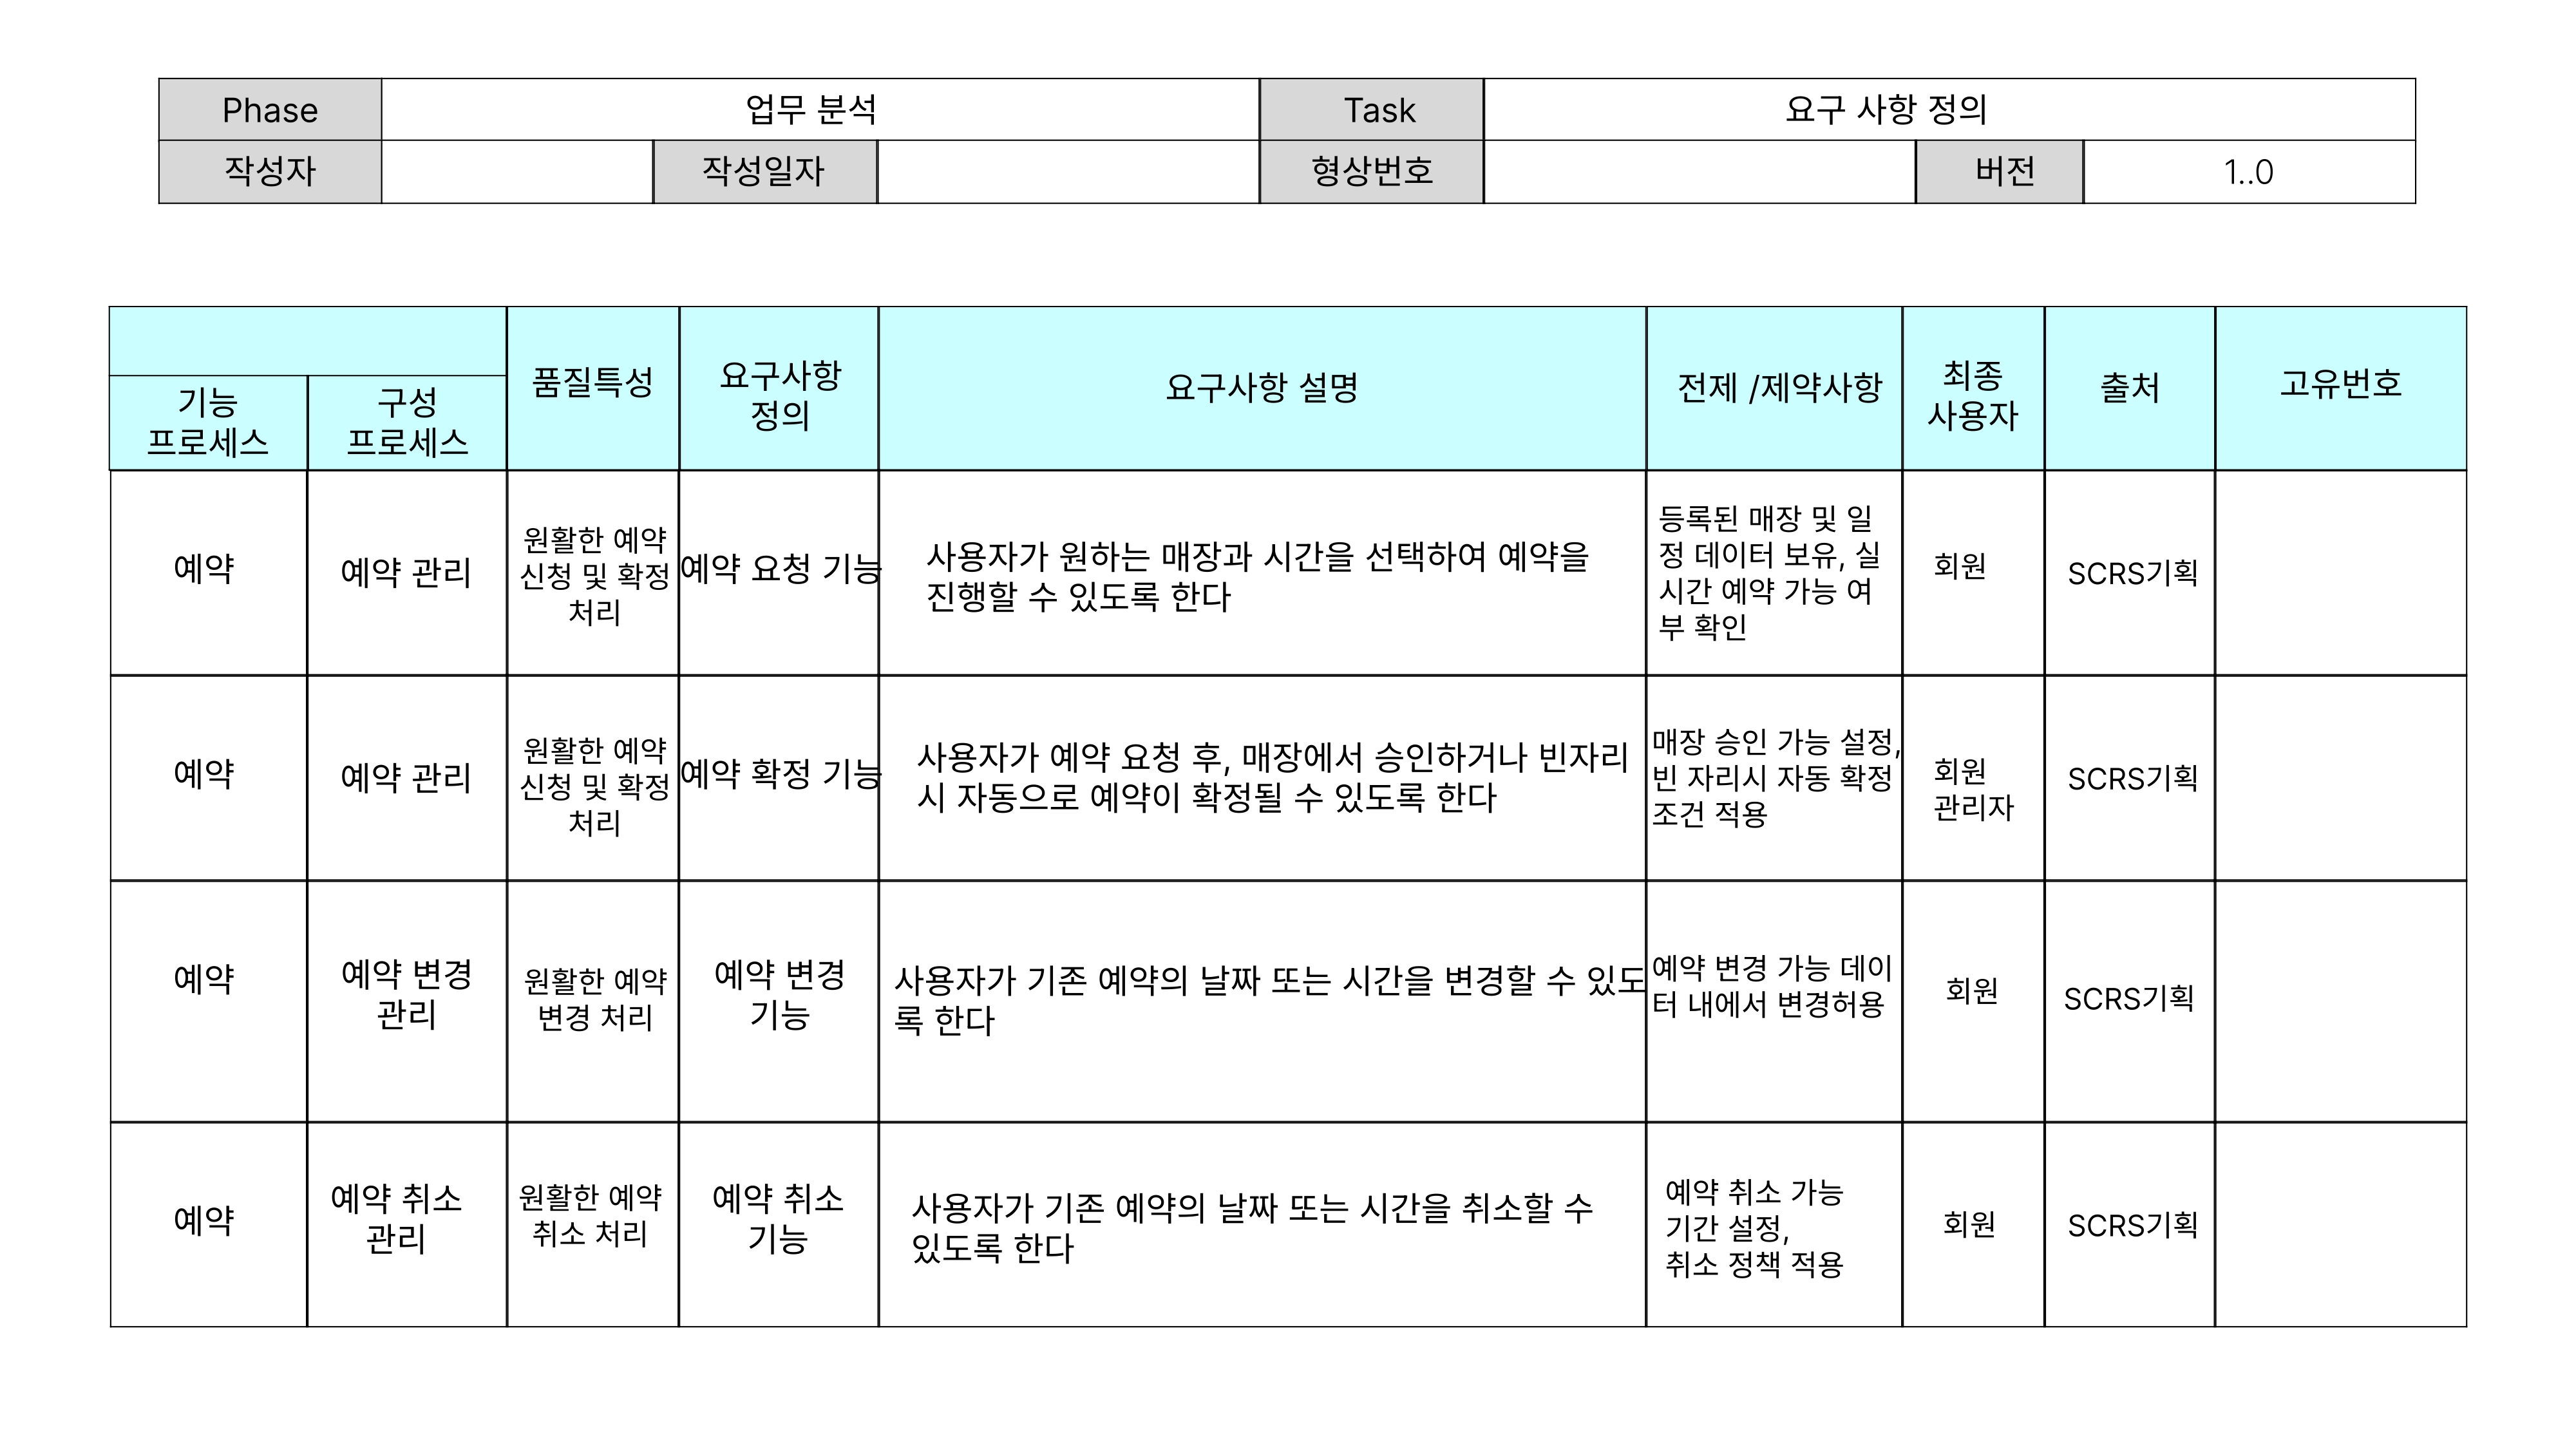 Phase
업무 분석
Task
요구 사항 정의
작성자
작성일자
형상번호
버전
1..0
기능
프로세스
구성
프로세스
품질특성
요구사항
정의
요구사항 설명
전제 /제약사항
최종
사용자
출처
고유번호
예약
예약 관리
원활한 예약
신청 및 확정
처리
예약 요청 기능
사용자가 원하는 매장과 시간을 선택하여 예약을
진행할 수 있도록 한다
등록된 매장 및 일
정 데이터 보유, 실
시간 예약 가능 여
부 확인
회원
SCRS기획
예약
예약 관리
원활한 예약
신청 및 확정
처리
예약 확정 기능
사용자가 예약 요청 후, 매장에서 승인하거나 빈자리
시 자동으로 예약이 확정될 수 있도록 한다
매장 승인 가능 설정,
빈 자리시 자동 확정
조건 적용
회원
관리자
SCRS기획
예약
예약 변경
관리
원활한 예약
변경 처리
예약 변경
기능
사용자가 기존 예약의 날짜 또는 시간을 변경할 수 있도
록 한다
예약 변경 가능 데이
터 내에서 변경허용
회원
SCRS기획
예약
예약 취소
관리
원활한 예약
취소 처리
예약 취소
기능
사용자가 기존 예약의 날짜 또는 시간을 취소할 수
있도록 한다
예약 취소 가능
기간 설정,
취소 정책 적용
회원
SCRS기획